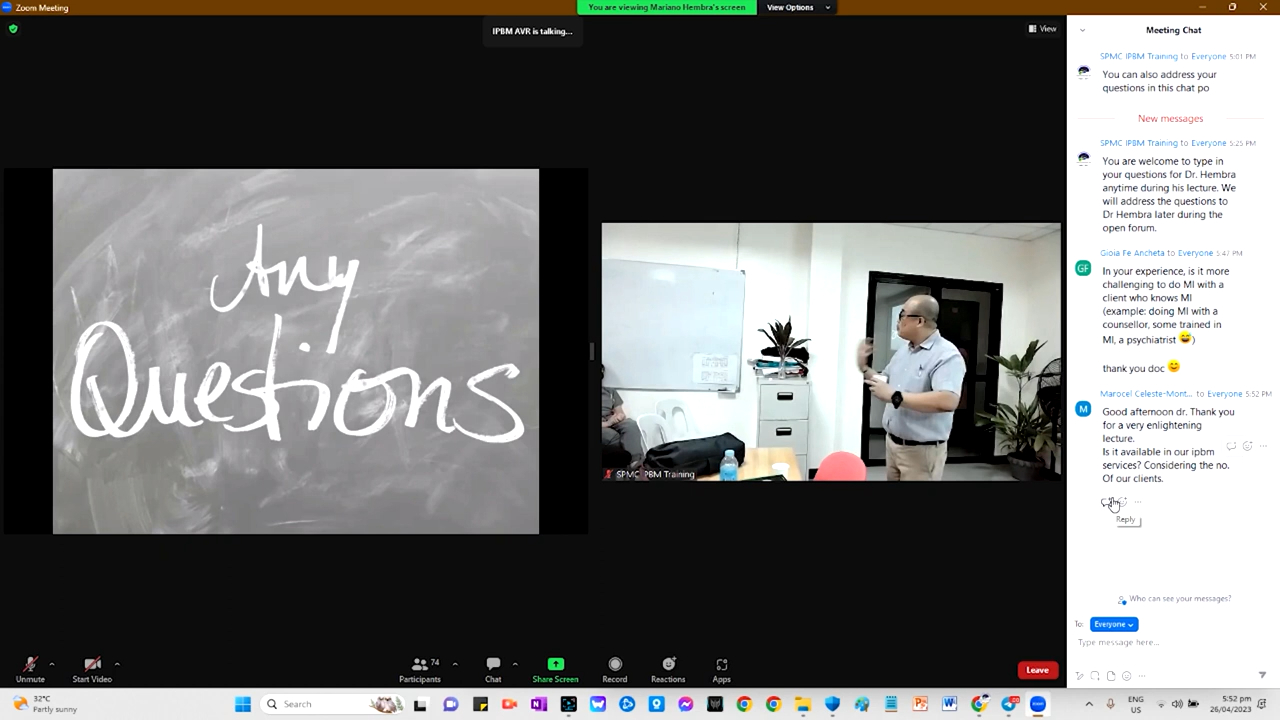 Zoom Meeting
You are viewing Mariano Hembra's screen
View Options
IPBM AVR is talking...
View
Any
Questions
SPMC IPBM Training
Meeting Chat
SPMC IPBM Training to Everyone 5:01 PM
You can also address your
questions in this chat po
New messages
SPMC IPBM Training to Everyone 5:25 PM
You are welcome to type in
your questions for Dr. Hembra
anytime during his lecture. We
will address the questions to
Dr Hembra later during the
open forum.
Gioia Fe Ancheta to Everyone 5:47 PM
GF
In your experience, is it more
challenging to do MI with a
client who knows MI
(example: doing MI with a
counsellor, some trained in
MI, a psychiatrist 😅)
thank you doc 😊
Marocel Celeste-Mont... to Everyone 5:52 PM
M
Good afternoon dr. Thank you
for a very enlightening
lecture.
Is it available in our ipbm
services? Considering the no.
Of our clients.
Reply
Who can see your messages?
To: Everyone
Type message here...
Unmute
Start Video
Participants 74
Chat
Share Screen
Record
Reactions
Apps
Leave
32°C
Partly sunny
Search
ENG
US
5:52 pm
26/04/2023